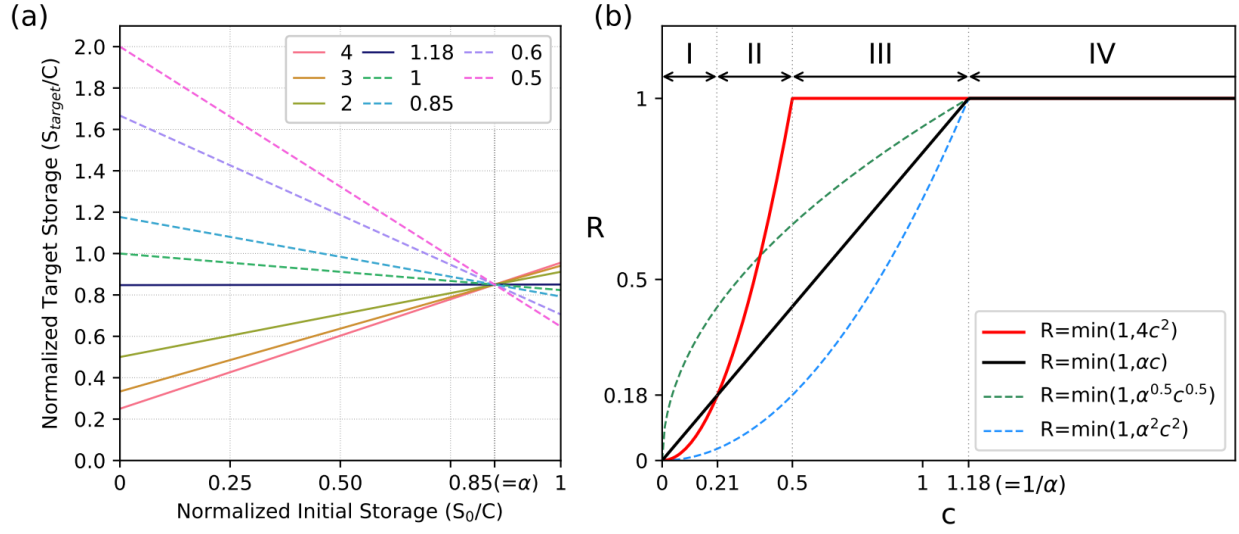 (a)
Normalized Target Storage (S_target/C)
2.0
1.8
1.6
1.4
1.2
1.0
0.8
0.6
0.4
0.2
0.0
4
3
2
1.18
1
0.85
0.6
0.5
0
0.25
0.50
0.85(=α)
1
Normalized Initial Storage (S₀/C)
(b)
I
II
III
IV
R
1
0.5
0.18
0
R=min(1,4c²)
R=min(1,αc)
R=min(1,α^0.5c^0.5)
R=min(1,α²c²)
0
0.21
0.5
1
1.18 (=1/α)
c